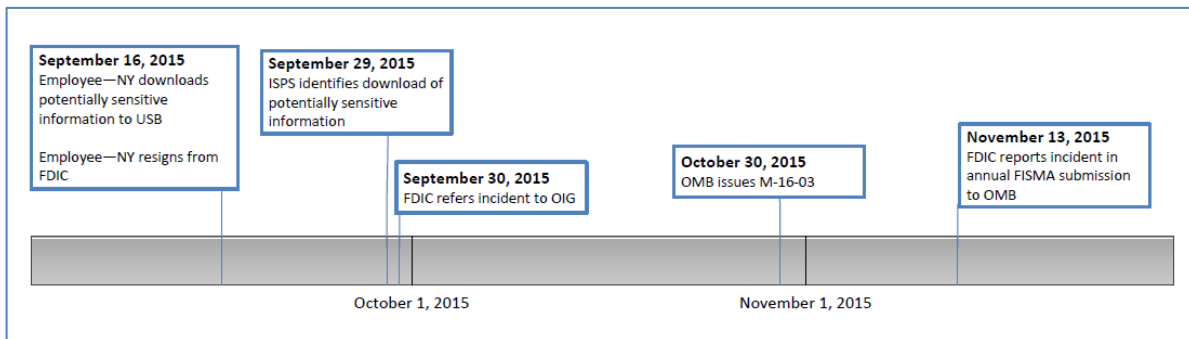 September 16, 2015
Employee—NY downloads
potentially sensitive
information to USB
Employee—NY resigns from
FDIC
September 29, 2015
ISPS identifies download of
potentially sensitive
information
September 30, 2015
FDIC refers incident to OIG
October 30, 2015
OMB issues M-16-03
November 13, 2015
FDIC reports incident in
annual FISMA submission
to OMB
October 1, 2015
November 1, 2015